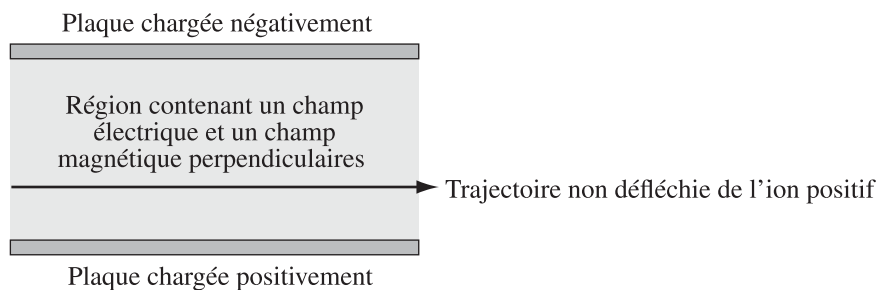 Plaque chargée négativement
Région contenant un champ
électrique et un champ
magnétique perpendiculaires
Trajectoire non défléchie de l’ion positif
Plaque chargée positivement